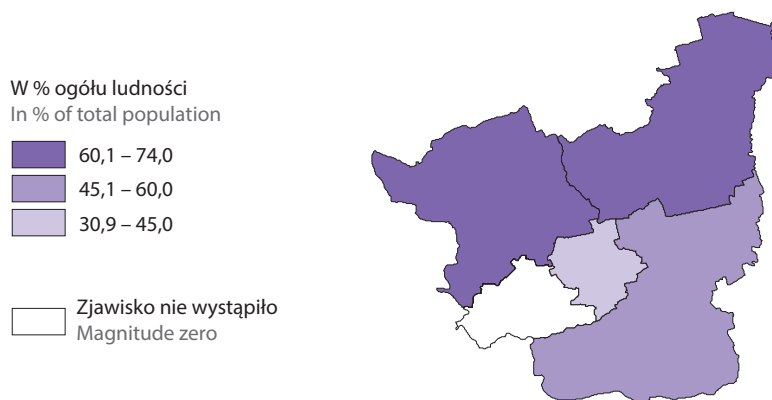 W % ogółu ludności
In % of total population
60,1 – 74,0
45,1 – 60,0
30,9 – 45,0
Zjawisko nie wystąpiło
Magnitude zero